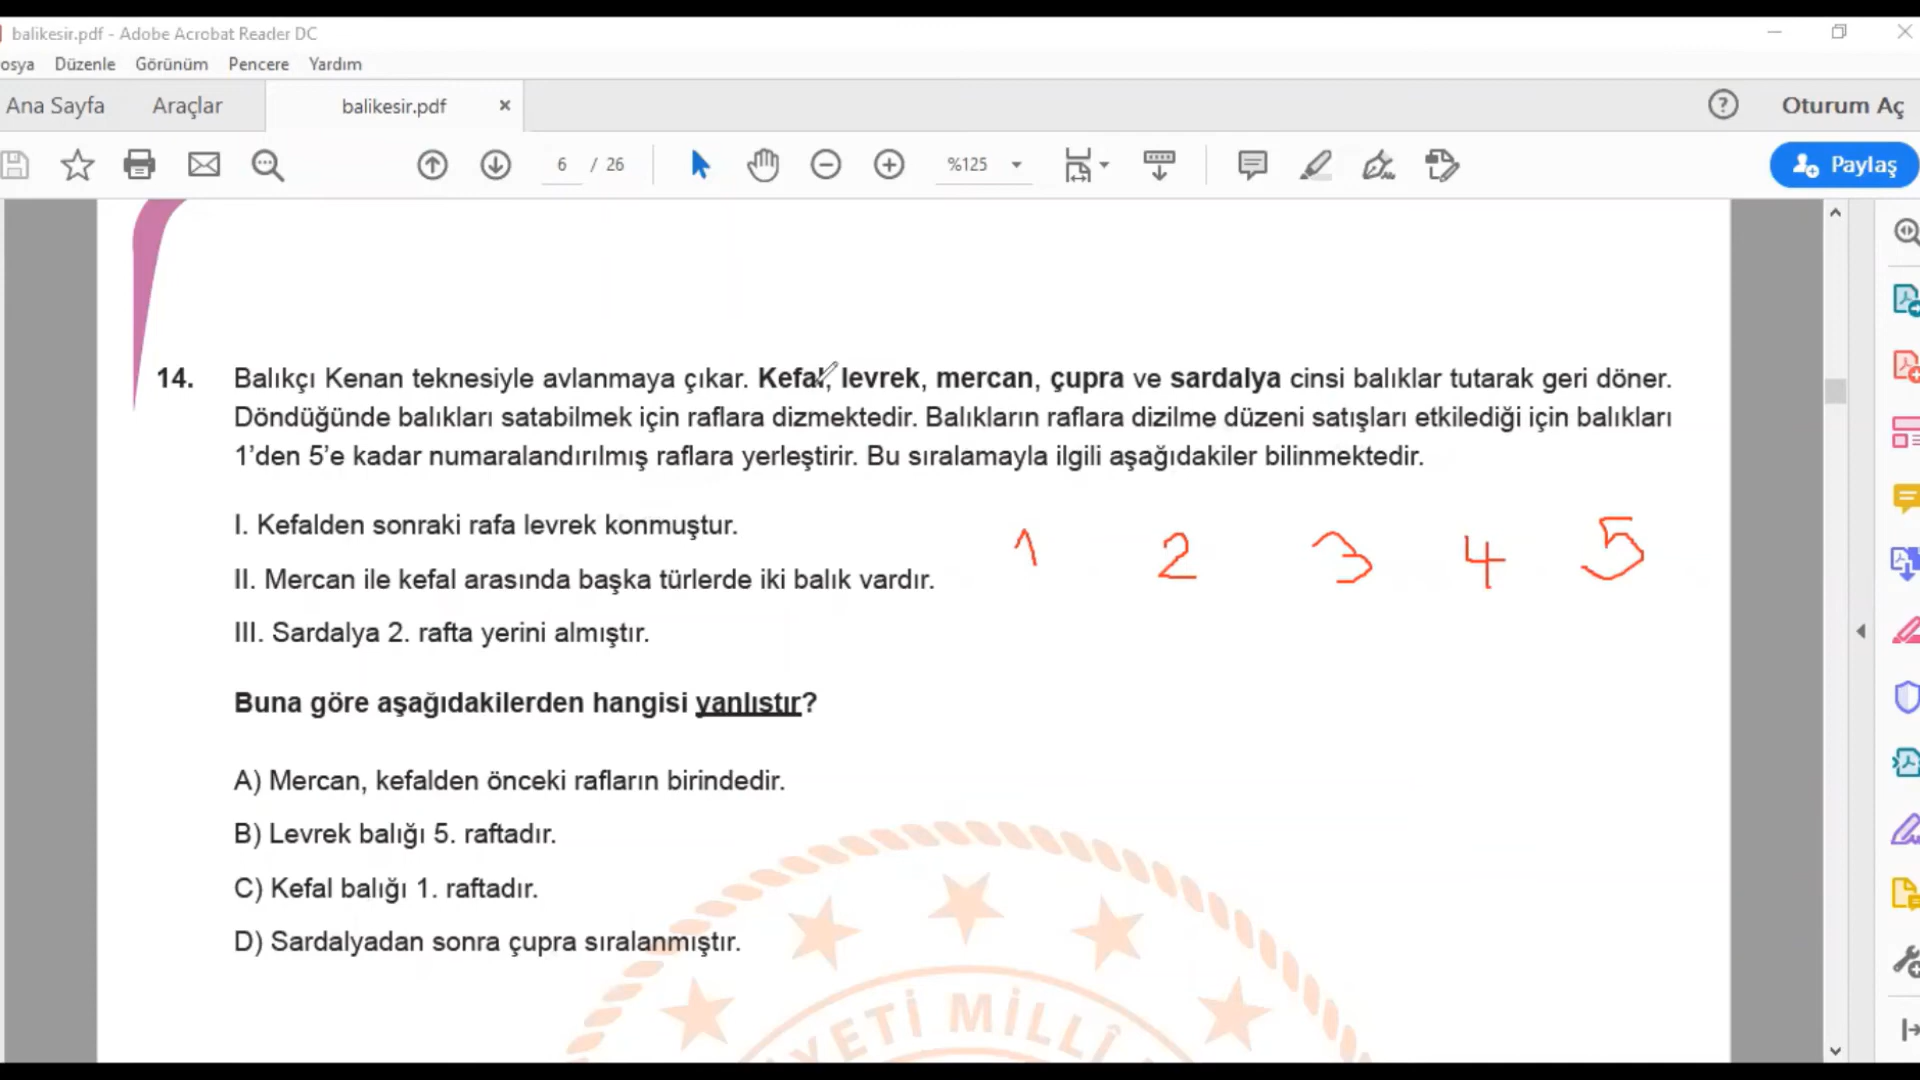 balikesir.pdf - Adobe Acrobat Reader DC
osya Düzenle Görünüm Pencere Yardım
Ana Sayfa Araçlar balikesir.pdf × ? Oturum Aç
6 / 26 %125 Paylaş
14. Balıkçı Kenan teknesiyle avlanmaya çıkar. Kefal, levrek, mercan, çupra ve sardalya cinsi balıklar tutarak geri döner.
Döndüğünde balıkları satabilmek için raflara dizmektedir. Balıkların raflara dizilme düzeni satışları etkilediği için balıkları
1’den 5’e kadar numaralandırılmış raflara yerleştirir. Bu sıralamayla ilgili aşağıdakiler bilinmektedir.
I. Kefalden sonraki rafa levrek konmuştur.
1 2 3 4 5
II. Mercan ile kefal arasında başka türlerde iki balık vardır.
III. Sardalya 2. rafta yerini almıştır.
Buna göre aşağıdakilerden hangisi yanlıştır?
A) Mercan, kefalden önceki rafların birindedir.
B) Levrek balığı 5. raftadır.
C) Kefal balığı 1. raftadır.
D) Sardalyadan sonra çupra sıralanmıştır.
YETİ MİLLÎ